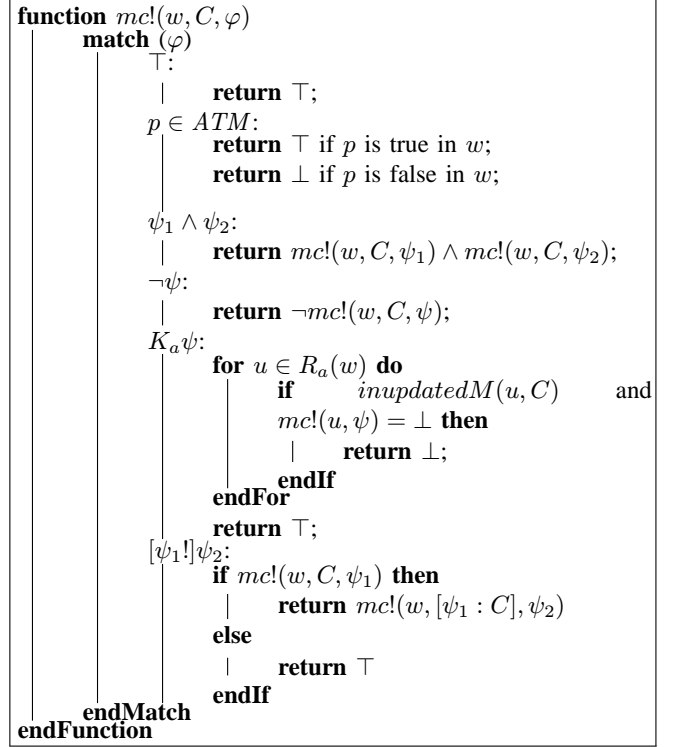 function mc!(w, C, φ)
match (φ)
⊤:
return ⊤;
p ∈ ATM:
return ⊤ if p is true in w;
return ⊥ if p is false in w;
ψ₁ ∧ ψ₂:
return mc!(w, C, ψ₁) ∧ mc!(w, C, ψ₂);
¬ψ:
return ¬mc!(w, C, ψ);
Kₐψ:
for u ∈ Rₐ(w) do
if inupdatedM(u, C) and
mc!(u, ψ) = ⊥ then
return ⊥;
endIf
endFor
return ⊤;
[ψ₁!]ψ₂:
if mc!(w, C, ψ₁) then
return mc!(w, [ψ₁ : C], ψ₂)
else
return ⊤
endIf
endMatch
endFunction